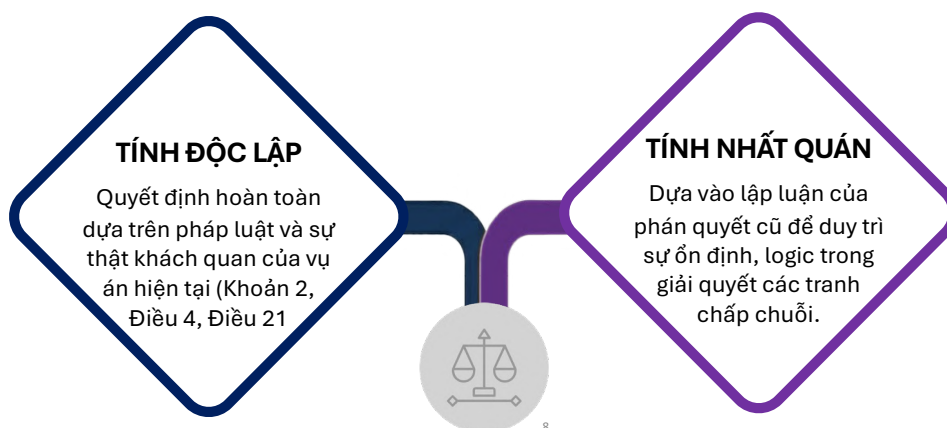 TÍNH ĐỘC LẬP
Quyết định hoàn toàn
dựa trên pháp luật và sự
thật khách quan của vụ
án hiện tại (Khoản 2,
Điều 4, Điều 21
TÍNH NHẤT QUÁN
Dựa vào lập luận của
phán quyết cũ để duy trì
sự ổn định, logic trong
giải quyết các tranh
chấp chuỗi.
8